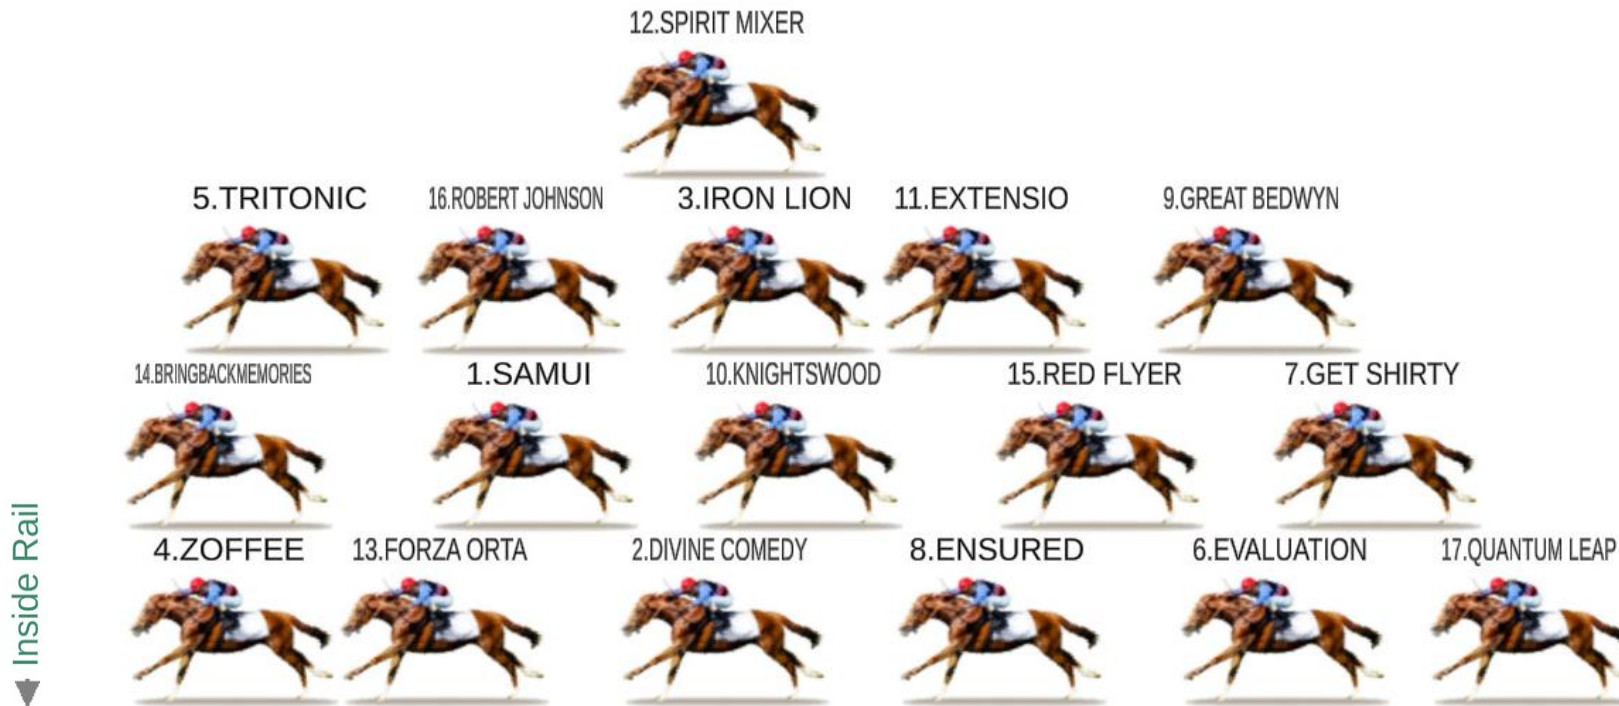 12.SPIRIT MIXER
5.TRITONIC
16.ROBERT JOHNSON
3.IRON LION
11.EXTENSIO
9.GREAT BEDWYN
14.BRINGBACKMEMORIES
1.SAMUI
10.KNIGHTSWOOD
15.RED FLYER
7.GET SHIRTY
4.ZOFFEE
13.FORZA ORTA
2.DIVINE COMEDY
8.ENSURED
6.EVALUATION
17.QUANTUM LEAP
Inside Rail